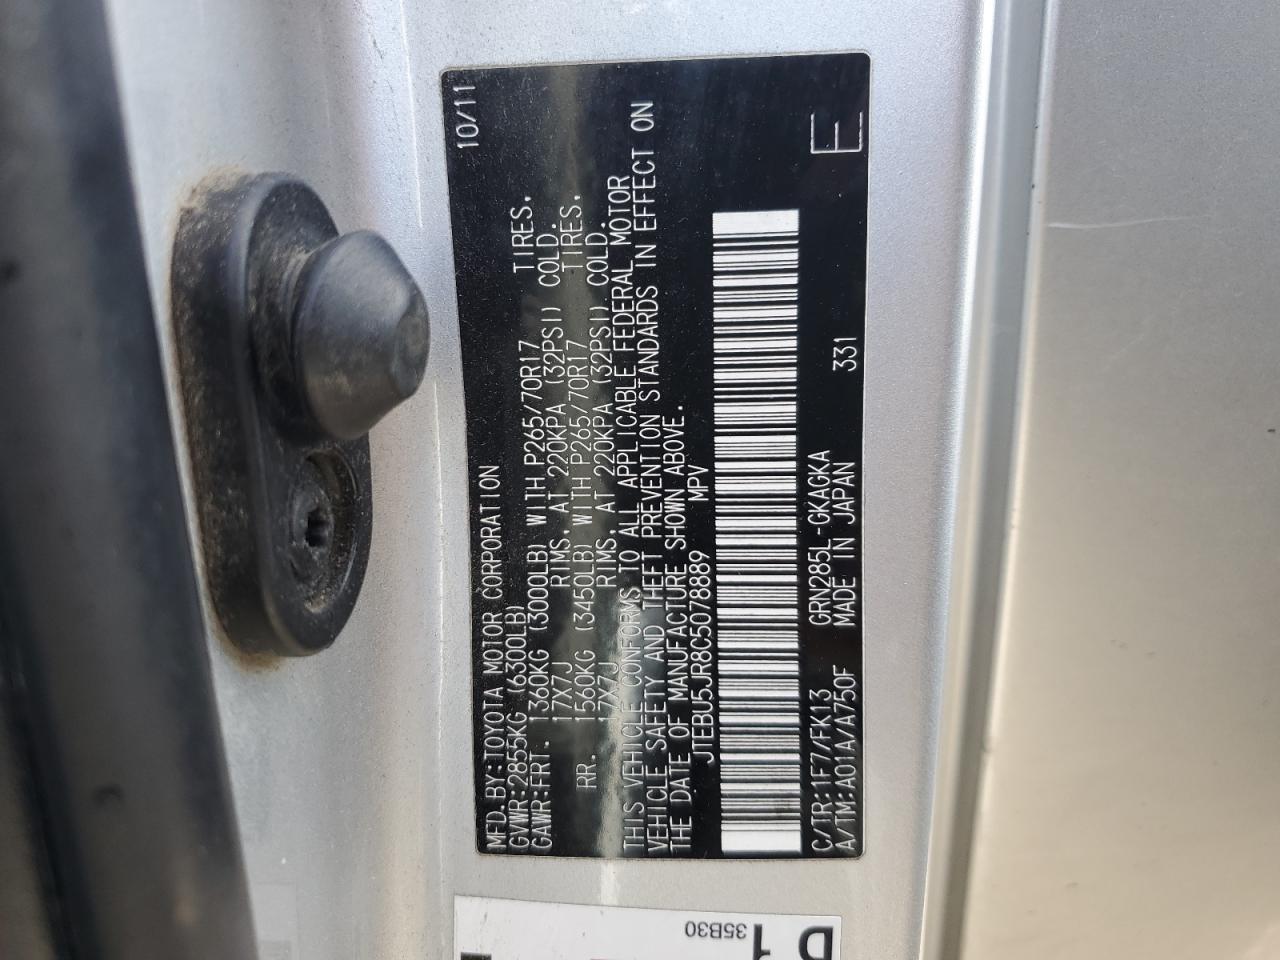 MFD. BY: TOYOTA MOTOR CORPORATION 10/11
GVWR: 2855KG (6300LB)
GAWR: FRT. 1360KG (3000LB) WITH P265/70R17 TIRES,
17X7J RIMS, AT 220KPA (32PSI) COLD.
RR. 1560KG (3450LB) WITH P265/70R17 TIRES,
17X7J RIMS, AT 220KPA (32PSI) COLD.
THIS VEHICLE CONFORMS TO ALL APPLICABLE FEDERAL MOTOR
VEHICLE SAFETY AND THEFT PREVENTION STANDARDS IN EFFECT ON
THE DATE OF MANUFACTURE SHOWN ABOVE.
JTEBU5JR8C5078889 MPV
C/TR: 1F7/FK13 GRN285L-GKAGKA 331 E
A/TM: A01A/A750F MADE IN JAPAN
35B30